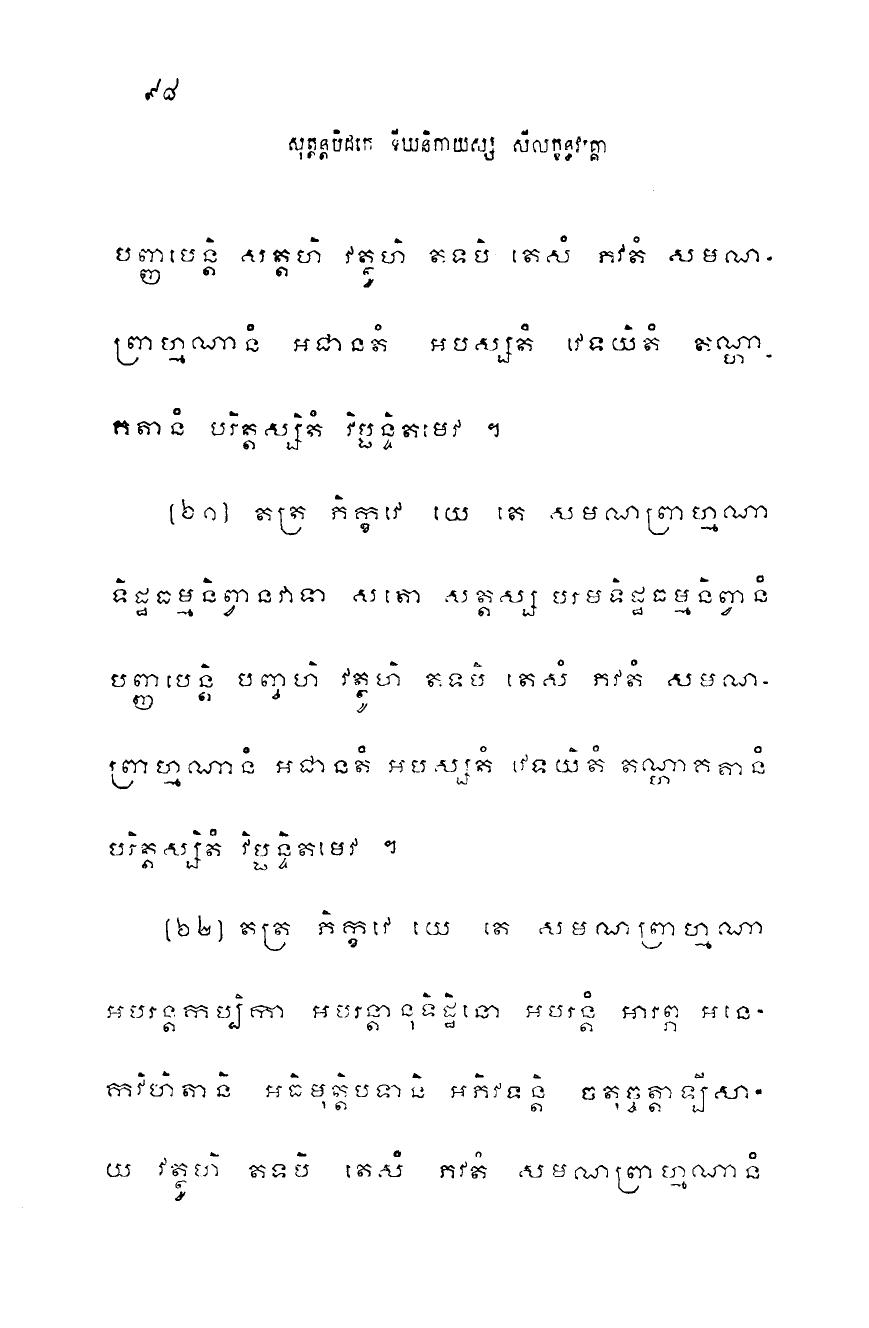 ៩៨
សុត្តន្តបិដកេ ទីឃនិកាយស្ស សីលក្ខន្ធវគ្គោ
បញ្ញាបេន្តិ សត្តហិ វត្ថូហិ តទបិ តេសំ ភវតំ សមណ-
ព្រាហ្មណានំ អជានតំ អបស្សតំ វេទយិតំ តណ្ហា-
គតានំ បរិត្តស្សិតំ វិប្ផន្ទិតមេវ ។
(៦១) តត្រ ភិក្ខវេ យេ តេ សមណព្រាហ្មណា
ទិដ្ឋធម្មនិព្វានវាទា សតោ សត្តស្ស បរមទិដ្ឋធម្មនិព្វានំ
បញ្ញាបេន្តិ បញ្ចហិ វត្ថូហិ តទបិ តេសំ ភវតំ សមណ-
ព្រាហ្មណានំ អជានតំ អបស្សតំ វេទយិតំ តណ្ហាគតានំ
បរិត្តស្សិតំ វិប្ផន្ទិតមេវ ។
(៦២) តត្រ ភិក្ខវេ យេ តេ សមណព្រាហ្មណា
អបរន្តកប្បិកា អបរន្តានុទិដ្ឋិនោ អបរន្តំ អារព្ភ អនេ-
កវិហិតានិ អធិមុត្តិបទានិ អភិវទន្តិ ចតុច្ចត្តាឡីសា-
យ វត្ថូហិ តទបិ តេសំ ភវតំ សមណព្រាហ្មណានំ